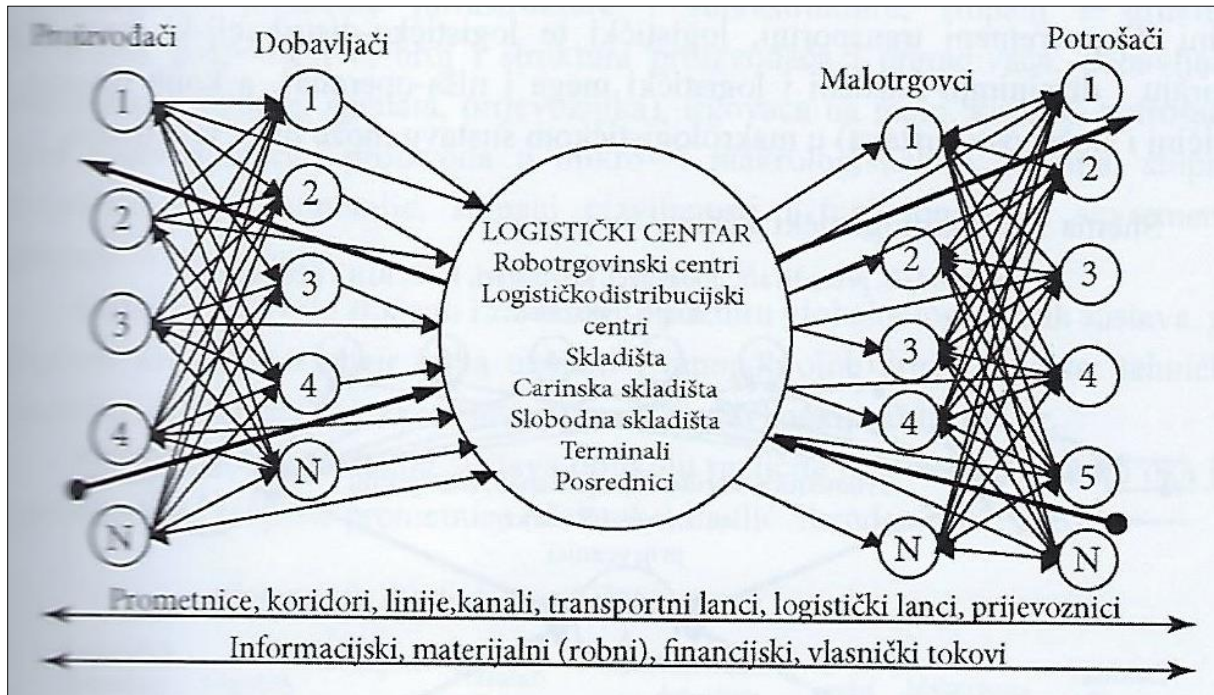 Proizvođači
Dobavljači
Malotrgovci
Potrošači
1
2
3
4
N
1
2
3
4
N
LOGISTIČKI CENTAR
Robotrgovinski centri
Logističkodistribucijski
centri
Skladišta
Carinska skladišta
Slobodna skladišta
Terminali
Posrednici
1
2
3
4
N
1
2
3
4
5
N
Prometnice, koridori, linije,kanali, transportni lanci, logistički lanci, prijevoznici
Informacijski, materijalni (robni), financijski, vlasnički tokovi